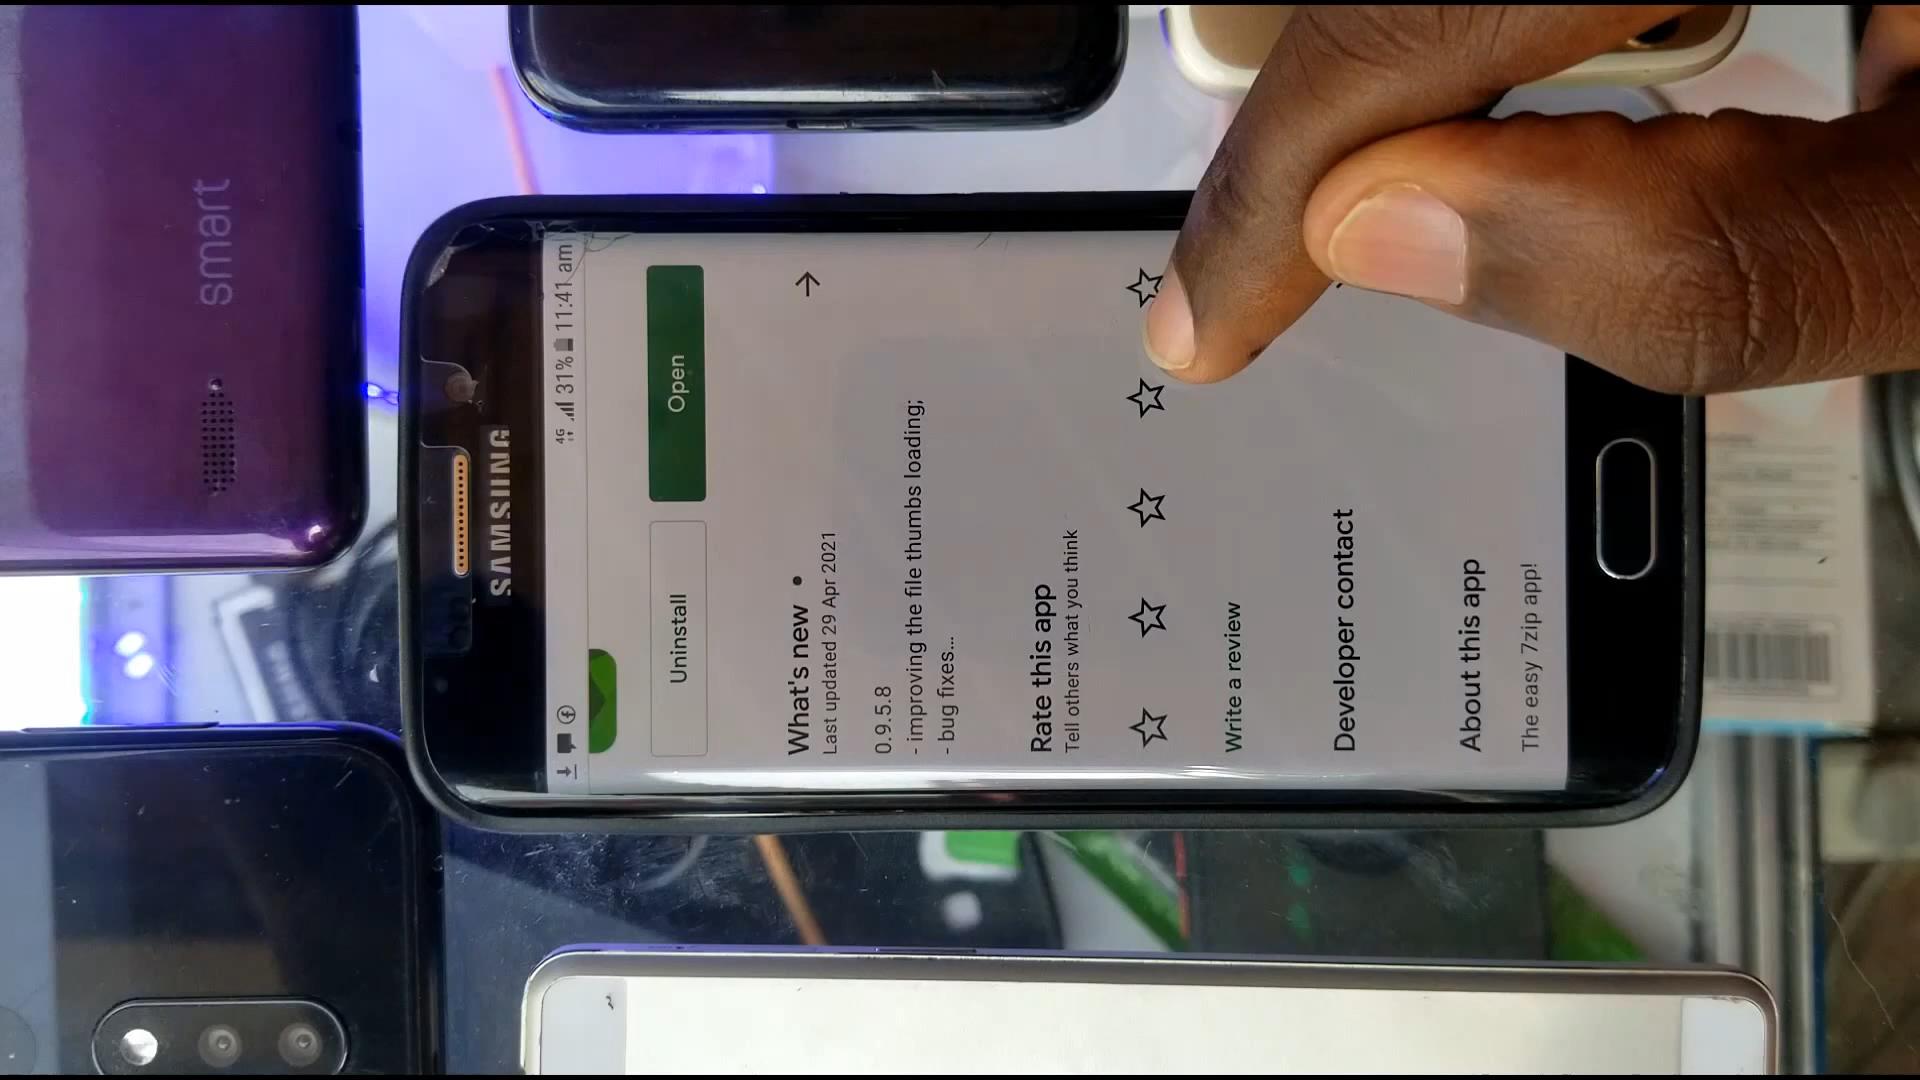 smart
SAMSUNG
4G 31% 11:41 am
Uninstall
Open
What's new •
Last updated 29 Apr 2021
0.9.5.8
- improving the file thumbs loading;
- bug fixes...
Rate this app
Tell others what you think
Write a review
Developer contact
About this app
The easy 7zip app!